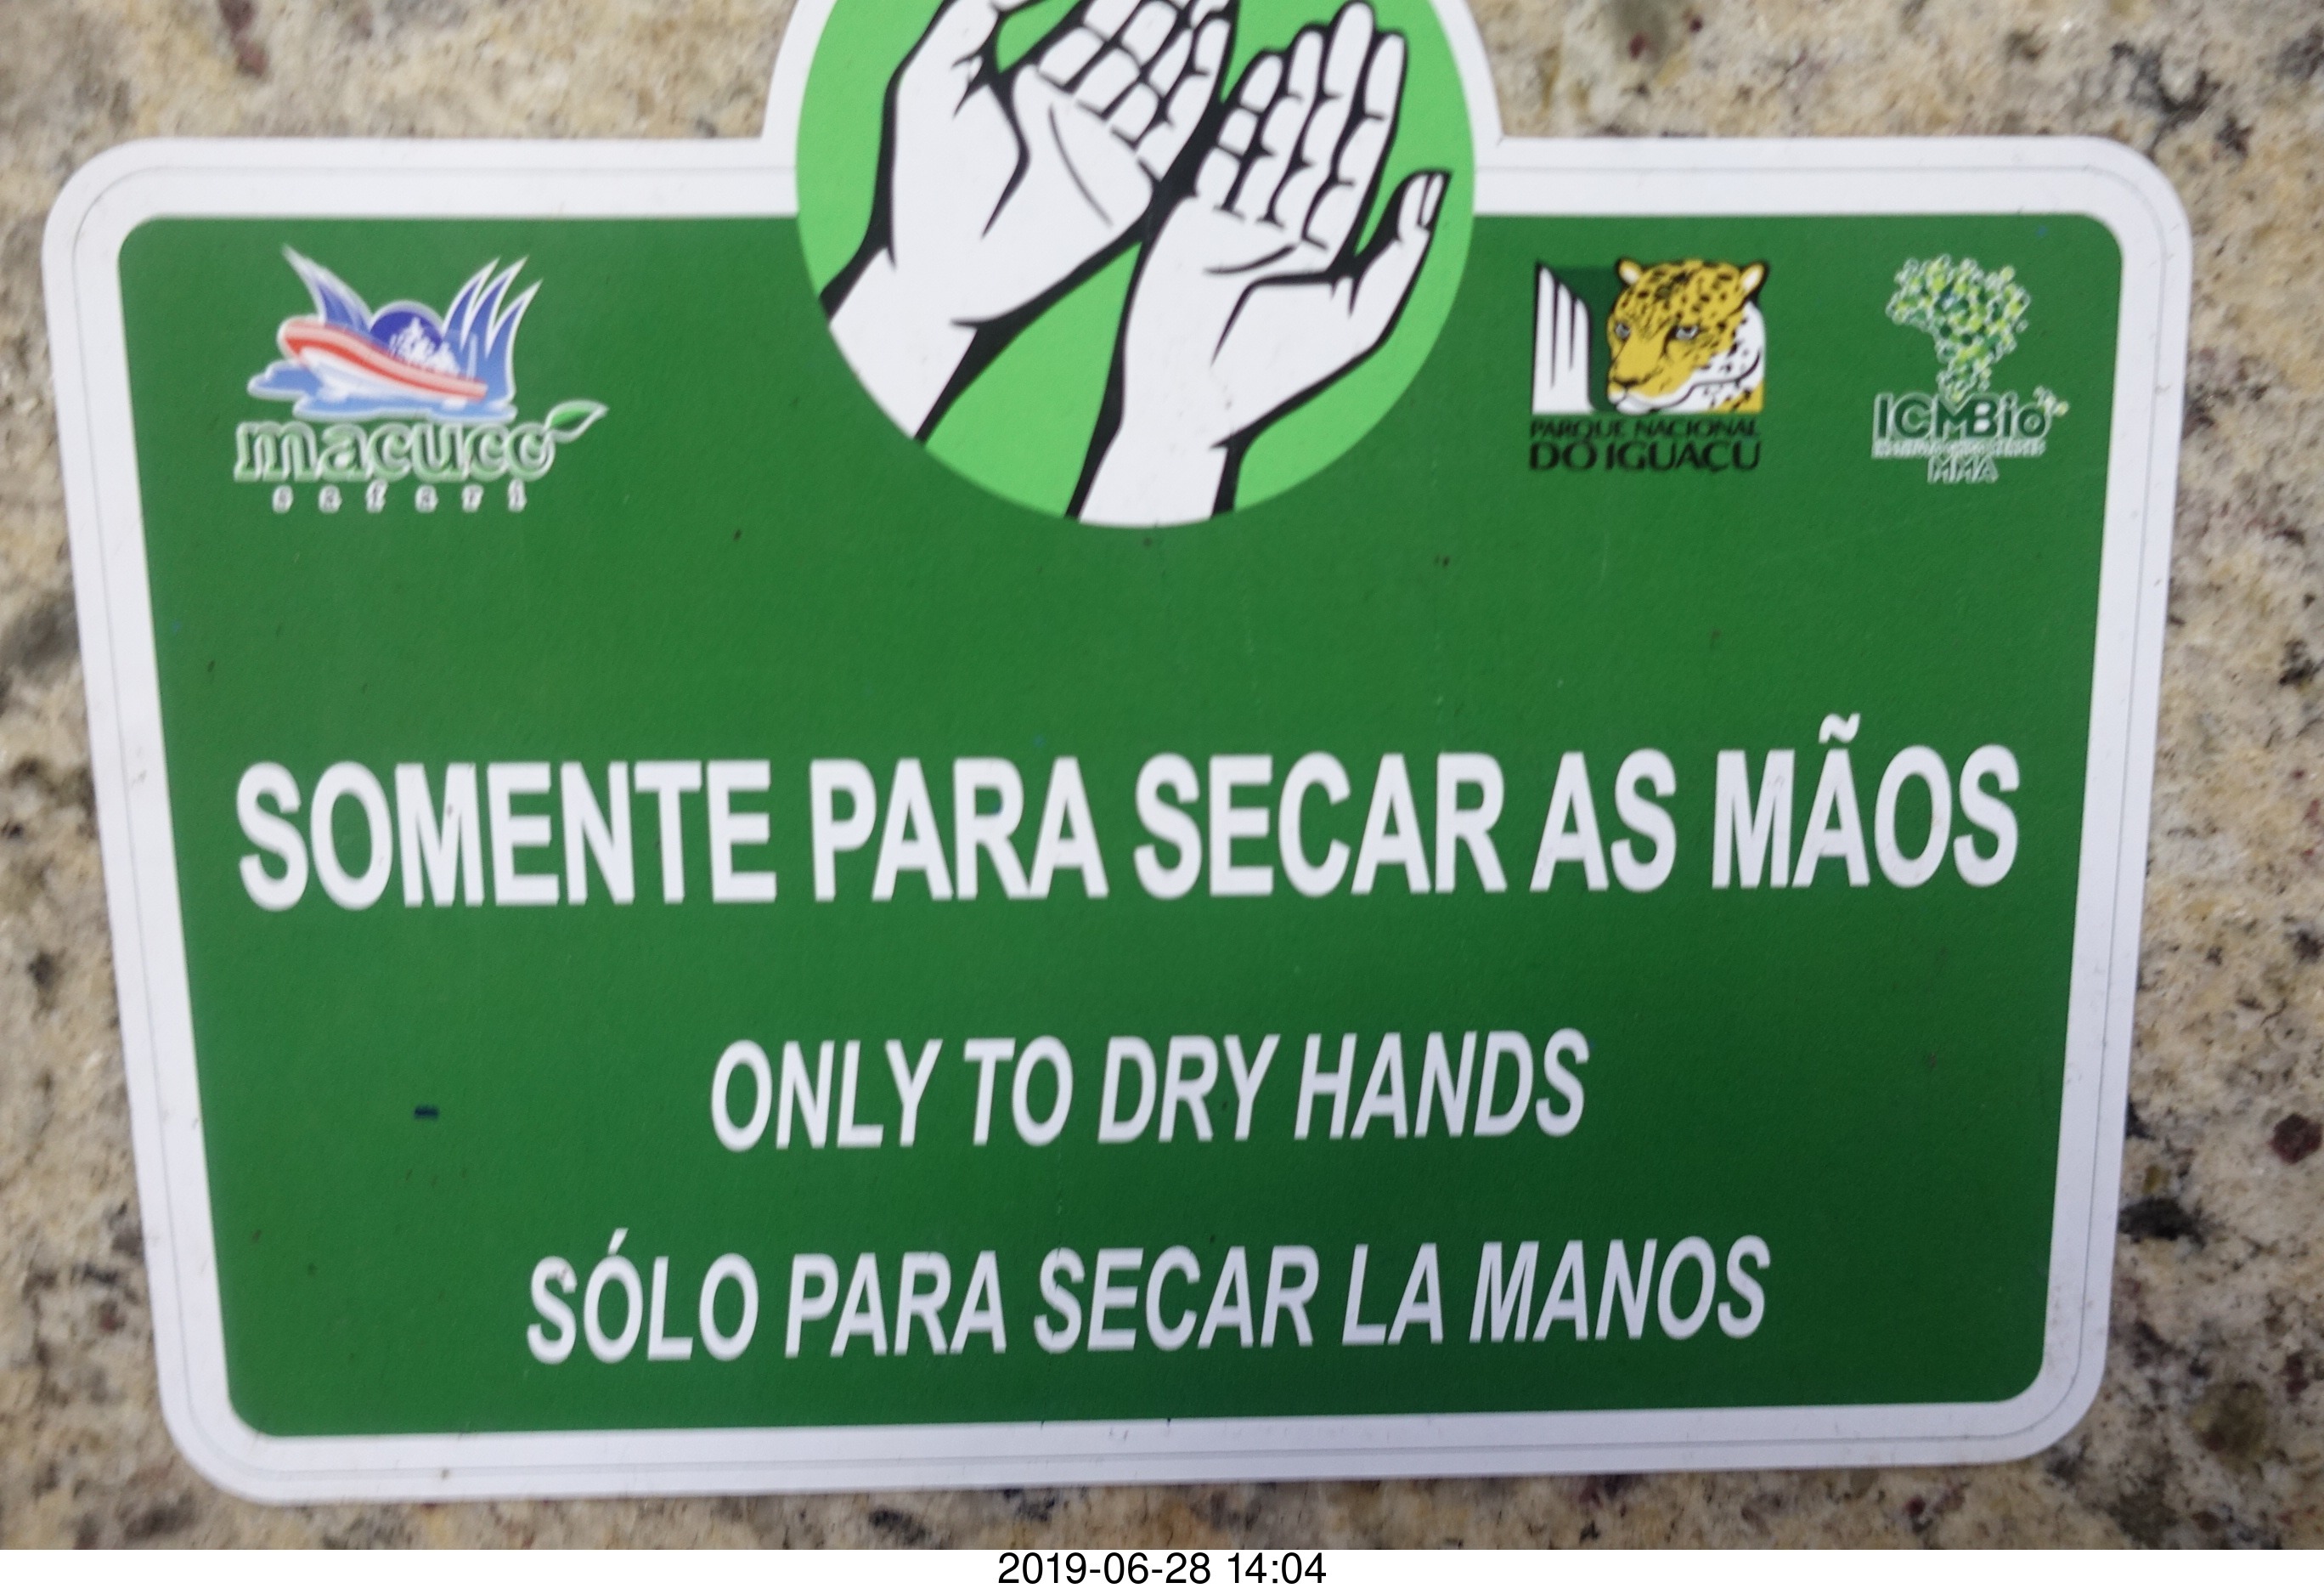 macuco
safari
PARQUE NACIONAL
DO IGUAÇU
ICMBio
MMA
SOMENTE PARA SECAR AS MÃOS
ONLY TO DRY HANDS
SÓLO PARA SECAR LA MANOS
2019-06-28 14:04